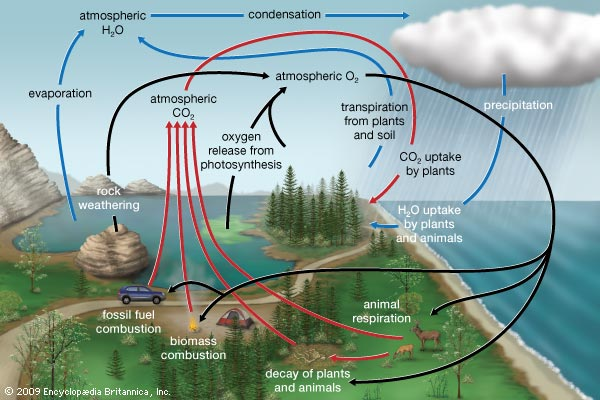 atmospheric
H₂O
condensation
atmospheric O₂
evaporation
atmospheric
CO₂
transpiration
from plants
and soil
precipitation
oxygen
release from
photosynthesis
CO₂ uptake
by plants
rock
weathering
H₂O uptake
by plants
and animals
animal
respiration
fossil fuel
combustion
biomass
combustion
decay of plants
and animals
© 2009 Encyclopædia Britannica, Inc.